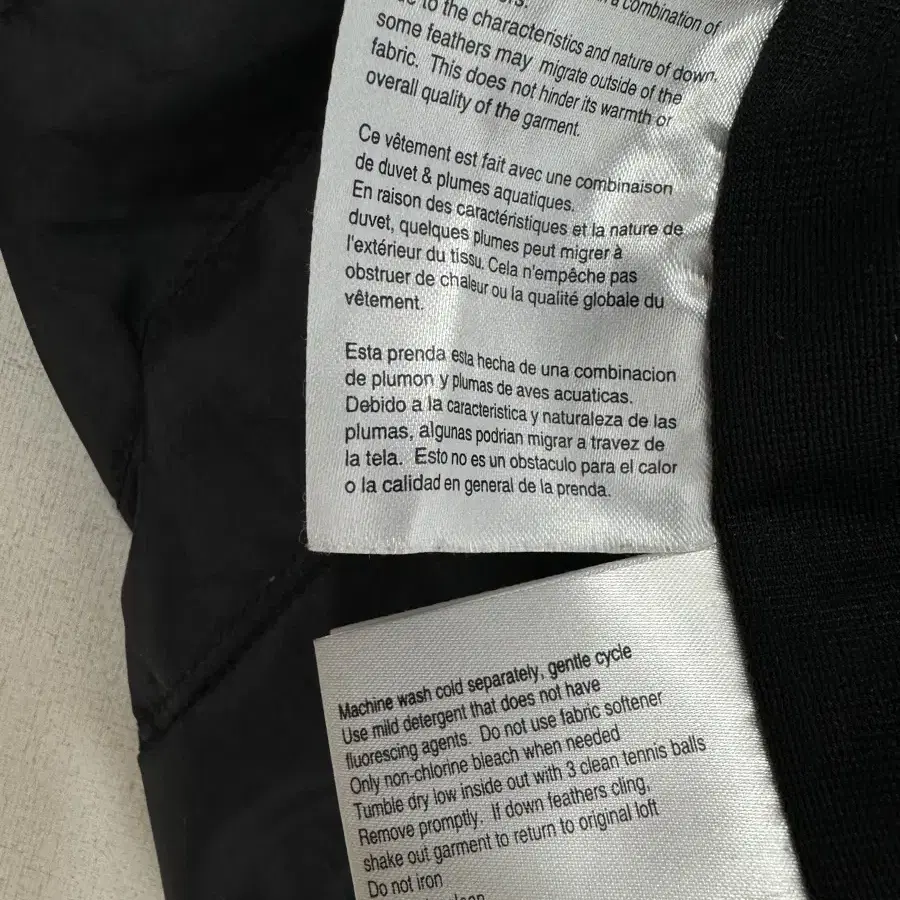 a combination of
to the characteristics and nature of down,
some feathers may migrate outside of the
fabric. This does not hinder its warmth or
overall quality of the garment.
Ce vêtement est fait avec une combinaison
de duvet & plumes aquatiques.
En raison des caractéristiques et la nature de
duvet, quelques plumes peut migrer à
l'extérieur du tissu. Cela n'empêche pas
obstruer de chaleur ou la qualité globale du
vêtement.
Esta prenda esta hecha de una combinacion
de plumon y plumas de aves acuaticas.
Debido a la caracteristica y naturaleza de las
plumas, algunas podrian migrar a travez de
la tela. Esto no es un obstaculo para el calor
o la calidad en general de la prenda.
Machine wash cold separately, gentle cycle
Use mild detergent that does not have
fluorescing agents. Do not use fabric softener
Only non-chlorine bleach when needed
Tumble dry low inside out with 3 clean tennis balls
Remove promptly. If down feathers cling,
shake out garment to return to original loft
Do not iron